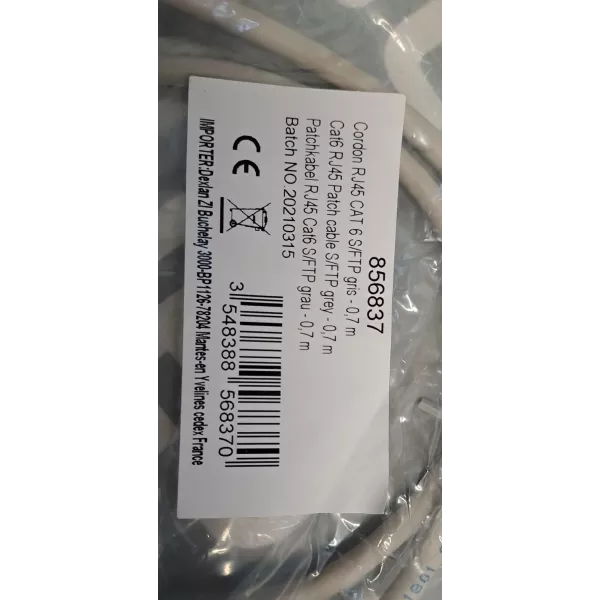 856837
Cordon RJ45 CAT 6 S/FTP gris - 0,7 m
Cat6 RJ45 Patch cable S/FTP grey - 0,7 m
Patchkabel RJ45 Cat6 S/FTP grau - 0,7 m
Batch NO.20210315
CE
3 548388 568370
IMPORTER:Dexlan ZI Buchelay 3000-BP1126-78204 Mantes-en Yvelines cedex France